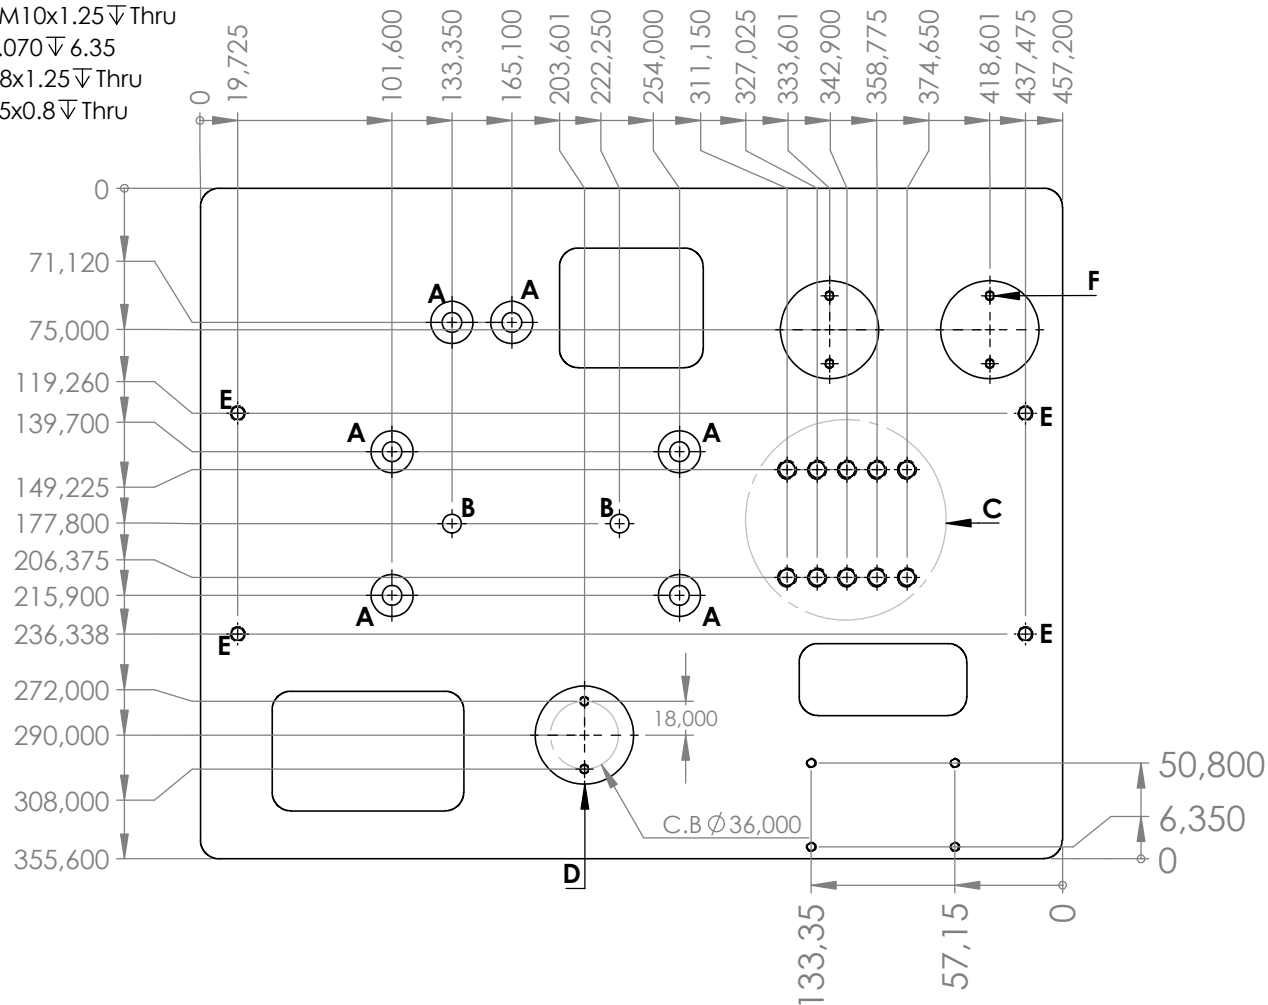 M10x1.25↧Thru
.070↧6.35
8x1.25↧Thru
5x0.8↧Thru
0
19,725
101,600
133,350
165,100
203,601
222,250
254,000
311,150
327,025
333,601
342,900
358,775
374,650
418,601
437,475
457,200
0
71,120
75,000
119,260
139,700
149,225
177,800
206,375
215,900
236,338
272,000
290,000
308,000
355,600
A
A
F
E
E
A
A
B
B
C
A
A
E
E
18,000
C.B Ø36,000
D
50,800
6,350
0
133,35
57,15
0